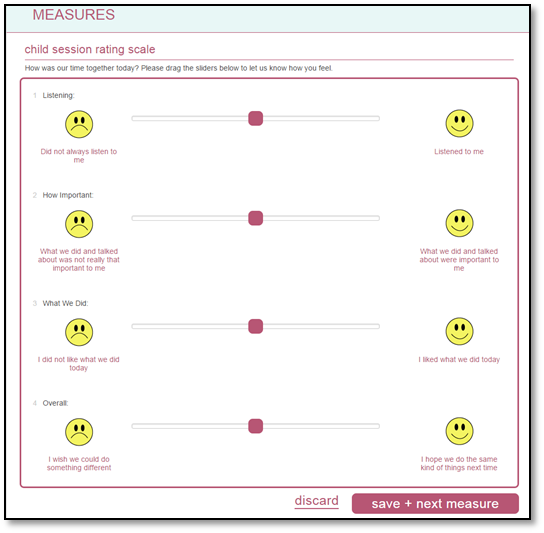 MEASURES
child session rating scale
How was our time together today? Please drag the sliders below to let us know how you feel.
1 Listening:
Did not always listen to
me
Listened to me
2 How Important:
What we did and talked
about was not really that
important to me
What we did and talked
about were important to
me
3 What We Did:
I did not like what we did
today
I liked what we did today
4 Overall:
I wish we could do
something different
I hope we do the same
kind of things next time
discard
save + next measure